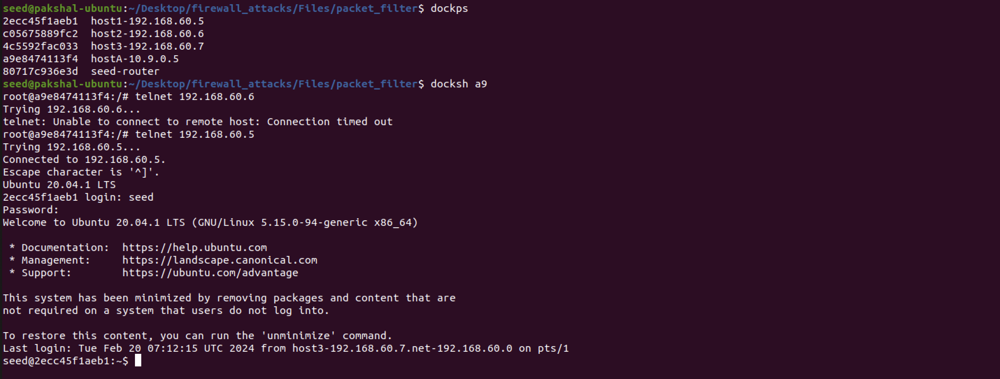 seed@pakshal-ubuntu:~/Desktop/firewall_attacks/Files/packet_filter$ dockps
2ecc45f1aeb1  host1-192.168.60.5
c05675889fc2  host2-192.168.60.6
4c5592fac033  host3-192.168.60.7
a9e8474113f4  hostA-10.9.0.5
80717c936e3d  seed-router
seed@pakshal-ubuntu:~/Desktop/firewall_attacks/Files/packet_filter$ docksh a9
root@a9e8474113f4:/# telnet 192.168.60.6
Trying 192.168.60.6...
telnet: Unable to connect to remote host: Connection timed out
root@a9e8474113f4:/# telnet 192.168.60.5
Trying 192.168.60.5...
Connected to 192.168.60.5.
Escape character is '^]'.
Ubuntu 20.04.1 LTS
2ecc45f1aeb1 login: seed
Password:
Welcome to Ubuntu 20.04.1 LTS (GNU/Linux 5.15.0-94-generic x86_64)

 * Documentation:  https://help.ubuntu.com
 * Management:     https://landscape.canonical.com
 * Support:        https://ubuntu.com/advantage

This system has been minimized by removing packages and content that are
not required on a system that users do not log into.

To restore this content, you can run the 'unminimize' command.
Last login: Tue Feb 20 07:12:15 UTC 2024 from host3-192.168.60.7.net-192.168.60.0 on pts/1
seed@2ecc45f1aeb1:~$